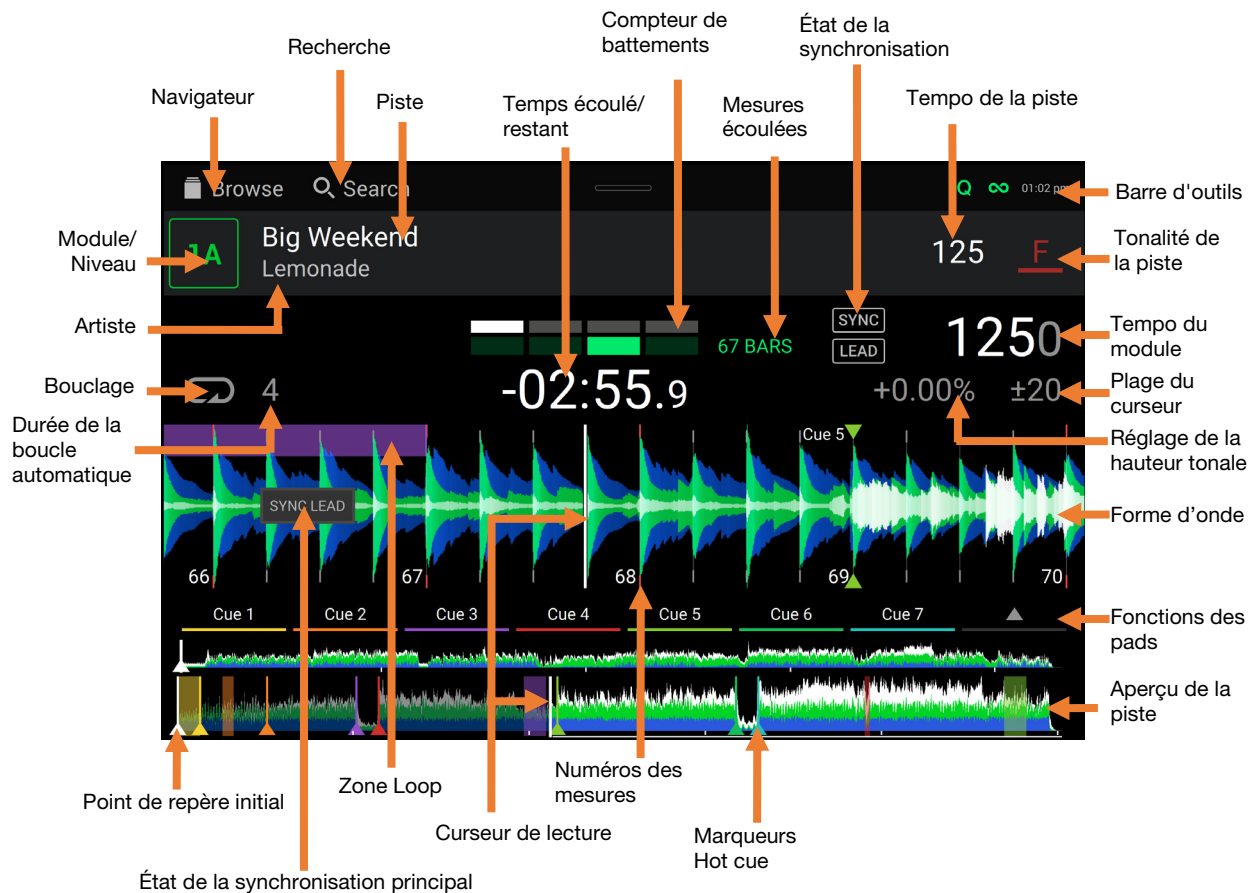 Compteur de
battements
État de la
synchronisation
Recherche
Navigateur
Piste
Temps écoulé/
restant
Mesures
écoulées
Tempo de la piste
Browse
Search
Q
01:02 pm
Barre d'outils
Module/
Niveau
1A
Big Weekend
Lemonade
125
F
Tonalité de
la piste
Artiste
67 BARS
SYNC
LEAD
1250
Tempo du
module
Bouclage
4
-02:55.9
+0.00%
±20
Plage du
curseur
Durée de la
boucle
automatique
Cue 5
Réglage de la
hauteur tonale
SYNC LEAD
Forme d'onde
66
67
68
69
70
Cue 1
Cue 2
Cue 3
Cue 4
Cue 5
Cue 6
Cue 7
Fonctions des
pads
Aperçu de la
piste
Point de repère initial
Zone Loop
Numéros des
mesures
Curseur de lecture
Marqueurs
Hot cue
État de la synchronisation principal